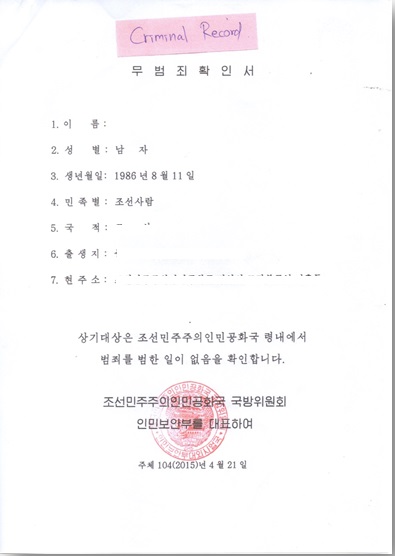 Criminal Record
무 범 죄 확 인 서
1. 이 름 :
2. 성 별 : 남 자
3. 생년월일: 1986 년 8 월 11 일
4. 민 족 별 : 조선사람
5. 국 적 :
6. 출 생 지 :
7. 현 주 소 :
상기대상은 조선민주주의인민공화국 령내에서
범죄를 범한 일이 없음을 확인합니다.
조선민주주의인민공화국 국방위원회
인민보안부를 대표하여
주체 104(2015)년 4 월 21 일